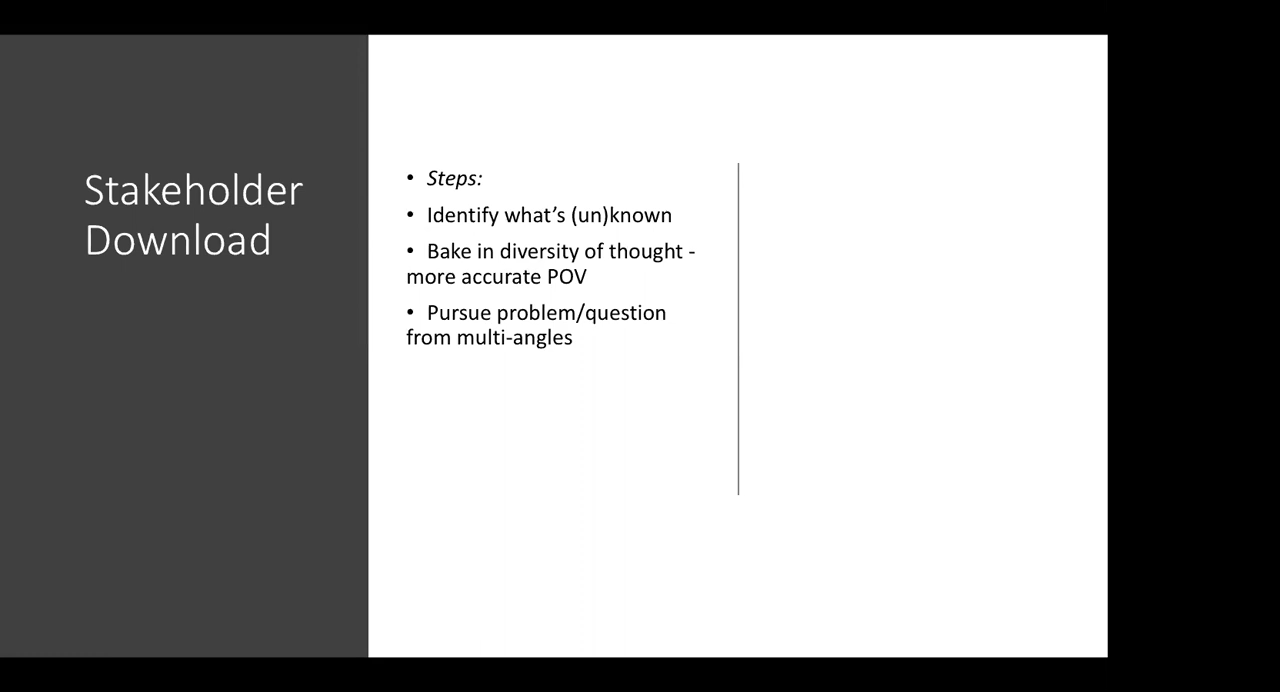 Stakeholder
Download
• Steps:
• Identify what’s (un)known
• Bake in diversity of thought -
more accurate POV
• Pursue problem/question
from multi-angles